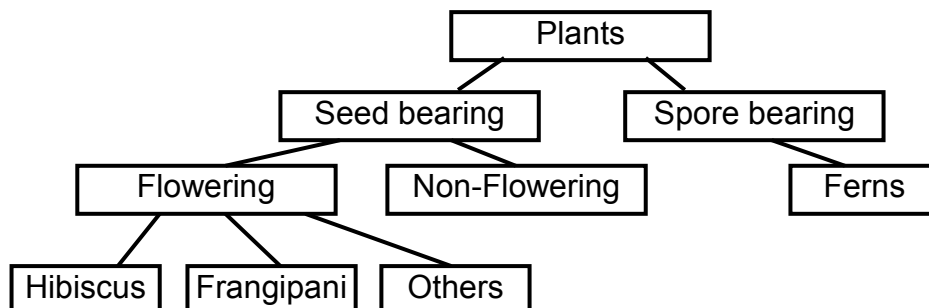 Plants
Seed bearing Spore bearing
Flowering Non-Flowering Ferns
Hibiscus Frangipani Others